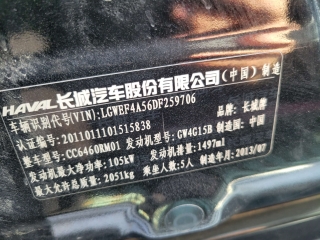 HAVAL 长城汽车股份有限公司(中国)制造
车辆识别代号(VIN):LGWEF4A56DF259706
品牌:长城牌
认证编号:2011011101515838
制造国:中国
整车型号:CC6460RM01 发动机型号:GW4G15B
发动机最大净功率:105kW 发动机排量:1497ml
最大允许总质量:2051kg 乘坐人数:5人 制造年月:2013/07